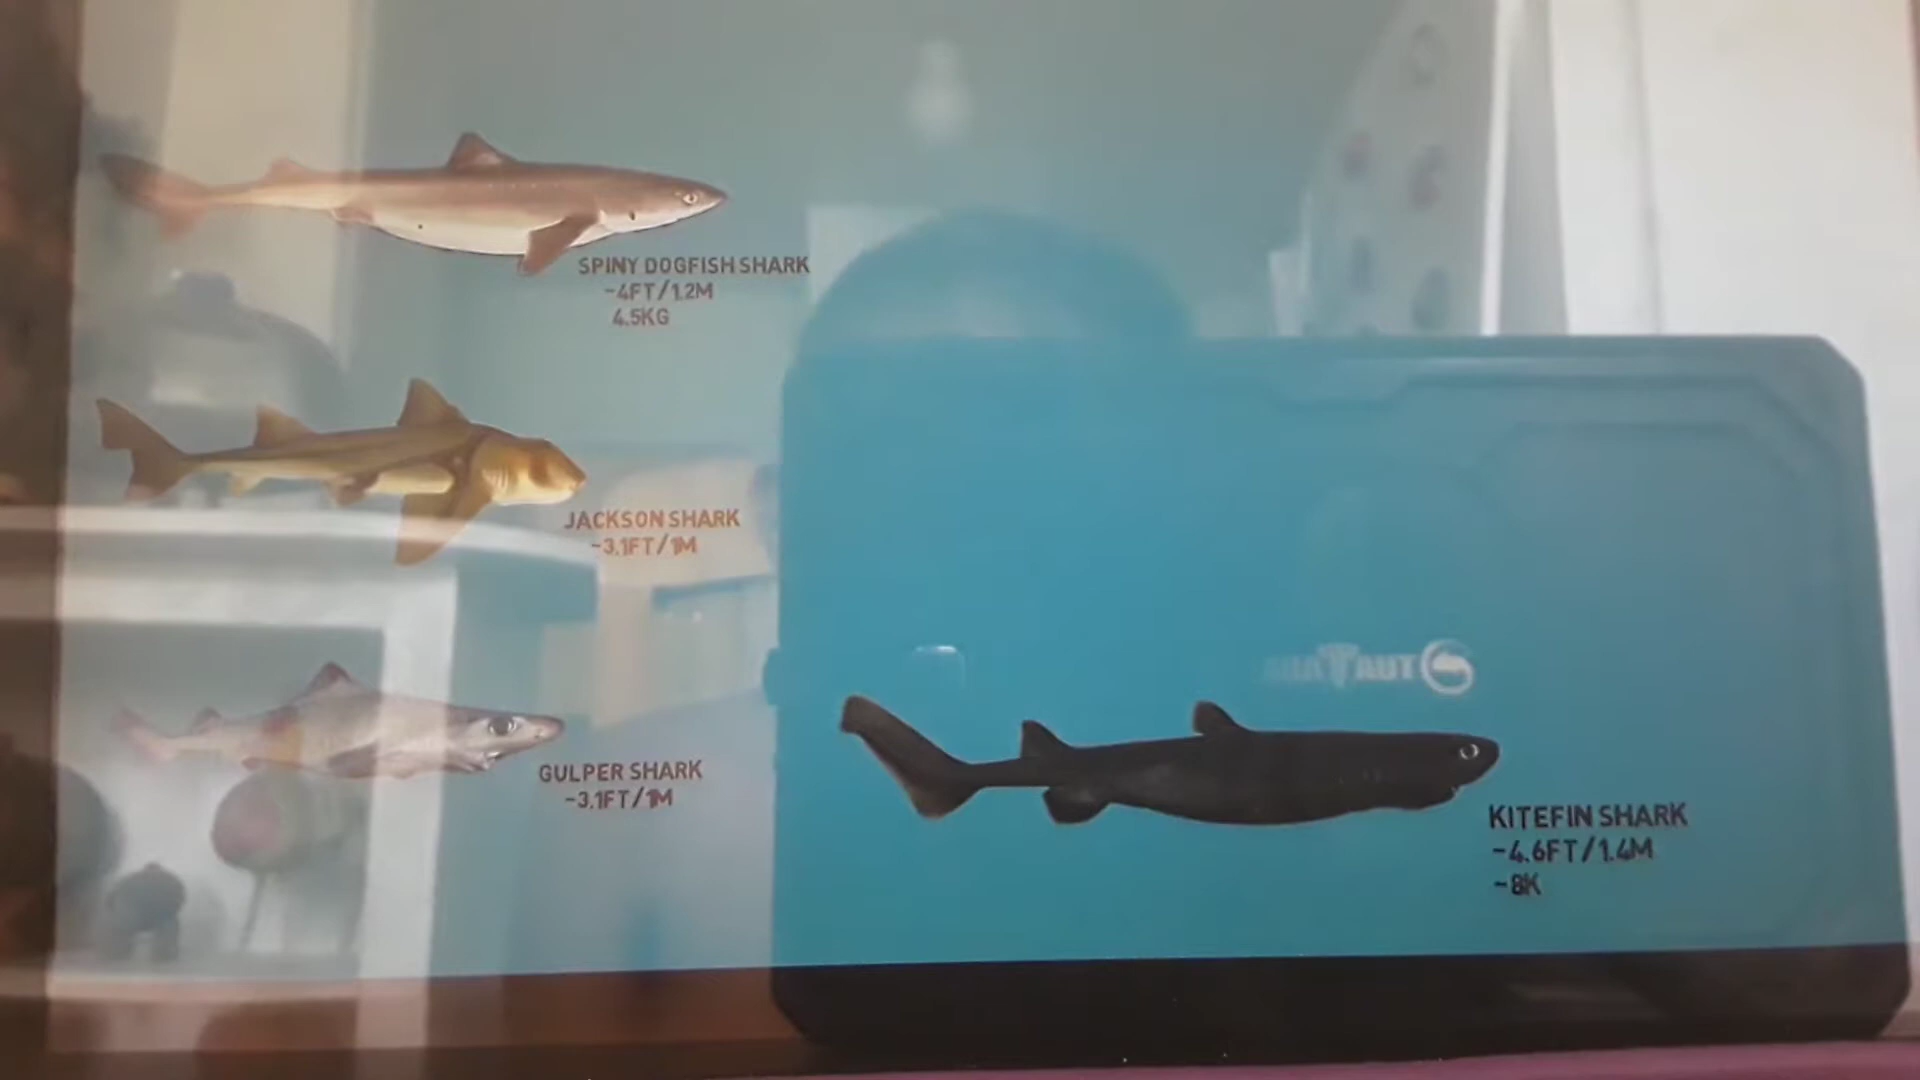 SPINY DOGFISH SHARK
~4FT/1.2M
4.5KG
JACKSON SHARK
~3.1FT/1M
GULPER SHARK
~3.1FT/1M
KITEFIN SHARK
~4.6FT/1.4M
~8K